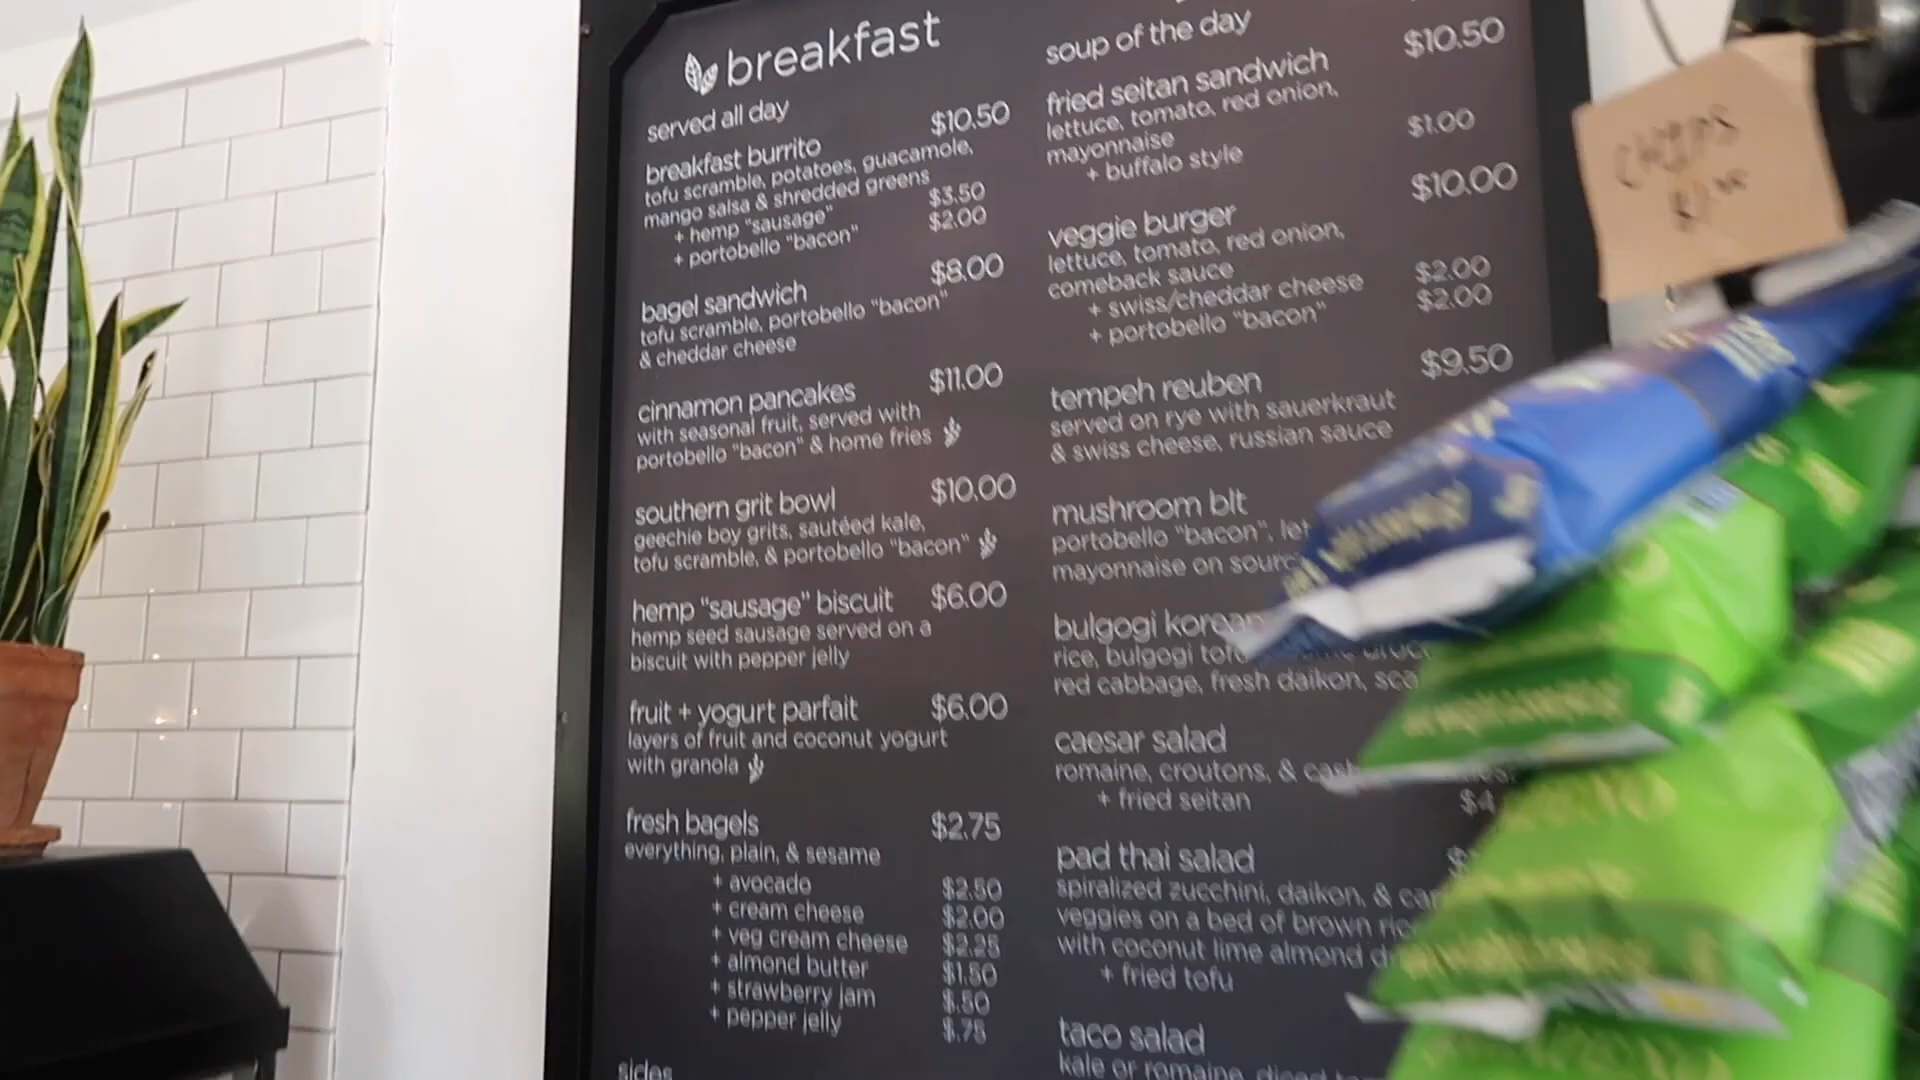 breakfast
served all day
breakfast burrito $10.50
tofu scramble, potatoes, guacamole,
mango salsa & shredded greens
+ hemp "sausage" $3.50
+ portobello "bacon" $2.00
bagel sandwich $8.00
tofu scramble, portobello "bacon"
& cheddar cheese
cinnamon pancakes $11.00
with seasonal fruit, served with
portobello "bacon" & home fries
southern grit bowl $10.00
geechie boy grits, sautéed kale,
tofu scramble, & portobello "bacon"
hemp "sausage" biscuit $6.00
hemp seed sausage served on a
biscuit with pepper jelly
fruit + yogurt parfait $6.00
layers of fruit and coconut yogurt
with granola
fresh bagels $2.75
everything, plain, & sesame
+ avocado $2.50
+ cream cheese $2.00
+ veg cream cheese $2.25
+ almond butter $1.50
+ strawberry jam $.50
+ pepper jelly $.75
sides
soup of the day
fried seitan sandwich $10.50
lettuce, tomato, red onion,
mayonnaise
+ buffalo style $1.00
veggie burger $10.00
lettuce, tomato, red onion,
comeback sauce
+ swiss/cheddar cheese $2.00
+ portobello "bacon" $2.00
tempeh reuben $9.50
served on rye with sauerkraut
& swiss cheese, russian sauce
mushroom blt
portobello "bacon", let
mayonnaise on sour
bulgogi korean
rice, bulgogi tof
red cabbage, fresh daikon, sca
caesar salad
romaine, croutons, & cas
+ fried seitan $4
pad thai salad
spiralized zucchini, daikon, & car
veggies on a bed of brown ric
with coconut lime almond d
+ fried tofu
taco salad
kale or romaine, diced
CHIPS